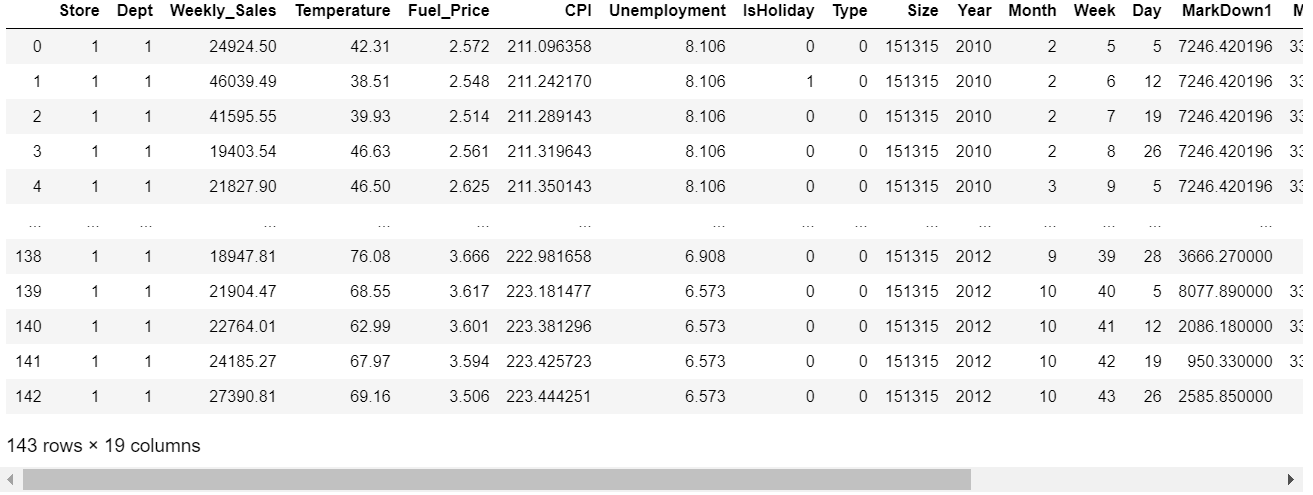 Store Dept Weekly_Sales Temperature Fuel_Price CPI Unemployment IsHoliday Type Size Year Month Week Day MarkDown1 M
0 1 1 24924.50 42.31 2.572 211.096358 8.106 0 0 151315 2010 2 5 5 7246.420196 33
1 1 1 46039.49 38.51 2.548 211.242170 8.106 1 0 151315 2010 2 6 12 7246.420196 33
2 1 1 41595.55 39.93 2.514 211.289143 8.106 0 0 151315 2010 2 7 19 7246.420196 33
3 1 1 19403.54 46.63 2.561 211.319643 8.106 0 0 151315 2010 2 8 26 7246.420196 33
4 1 1 21827.90 46.50 2.625 211.350143 8.106 0 0 151315 2010 3 9 5 7246.420196 33
... ... ... ... ... ... ... ... ... ... ... ... ... ... ... ...
138 1 1 18947.81 76.08 3.666 222.981658 6.908 0 0 151315 2012 9 39 28 3666.270000
139 1 1 21904.47 68.55 3.617 223.181477 6.573 0 0 151315 2012 10 40 5 8077.890000 33
140 1 1 22764.01 62.99 3.601 223.381296 6.573 0 0 151315 2012 10 41 12 2086.180000 33
141 1 1 24185.27 67.97 3.594 223.425723 6.573 0 0 151315 2012 10 42 19 950.330000 33
142 1 1 27390.81 69.16 3.506 223.444251 6.573 0 0 151315 2012 10 43 26 2585.850000
143 rows × 19 columns